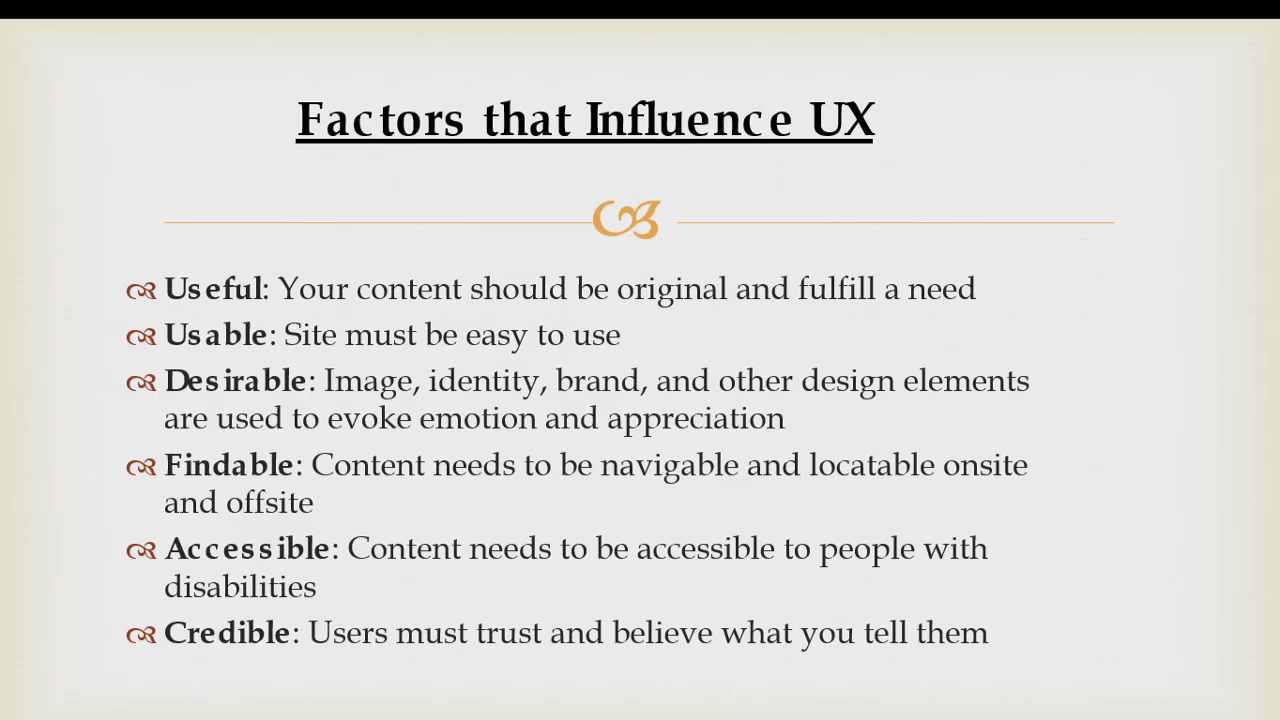 Factors that Influence UX
Useful: Your content should be original and fulfill a need
Usable: Site must be easy to use
Desirable: Image, identity, brand, and other design elements
are used to evoke emotion and appreciation
Findable: Content needs to be navigable and locatable onsite
and offsite
Accessible: Content needs to be accessible to people with
disabilities
Credible: Users must trust and believe what you tell them